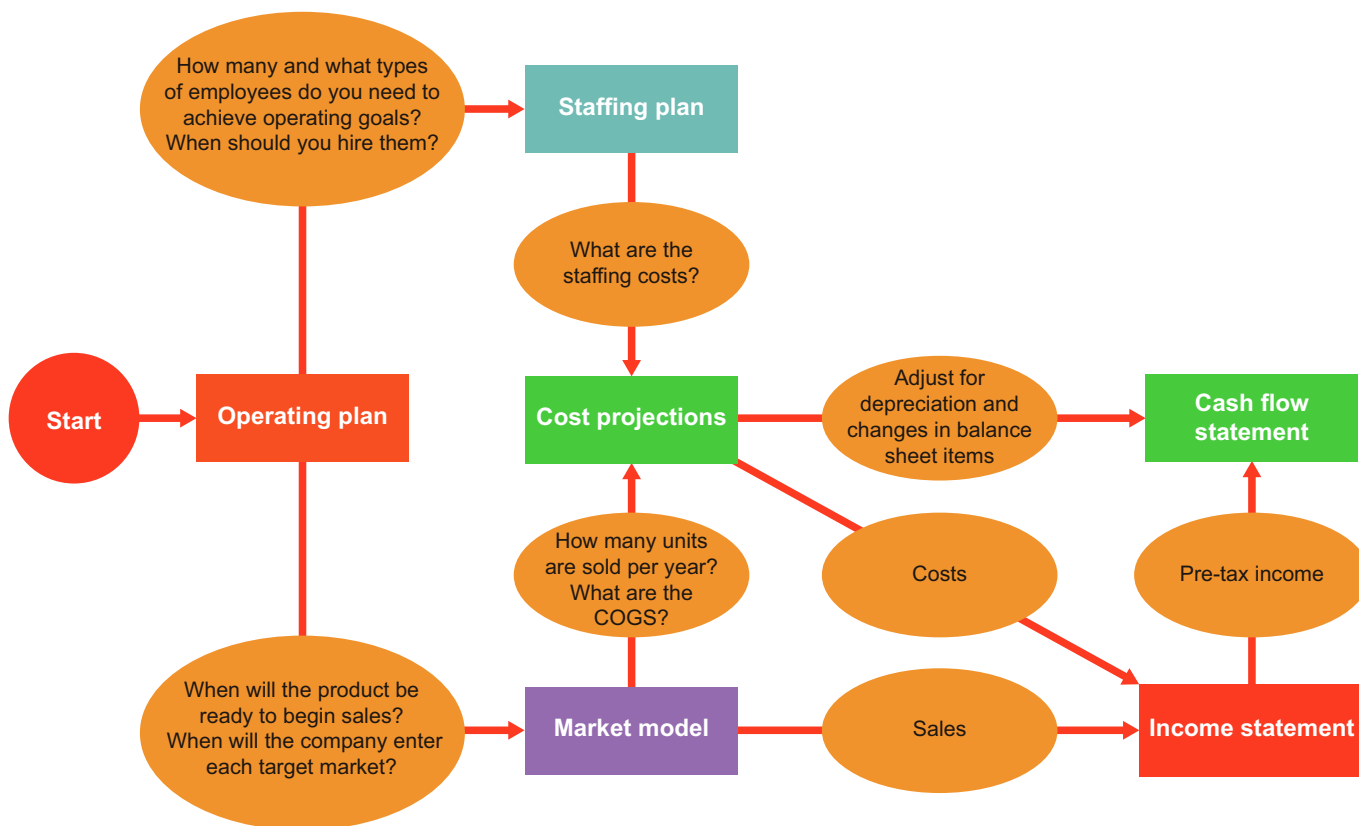 How many and what types
of employees do you need to
achieve operating goals?
When should you hire them?
Staffing plan
What are the
staffing costs?
Start
Operating plan
Cost projections
Adjust for
depreciation and
changes in balance
sheet items
Cash flow
statement
How many units
are sold per year?
What are the
COGS?
Costs
Pre-tax income
When will the product be
ready to begin sales?
When will the company enter
each target market?
Market model
Sales
Income statement